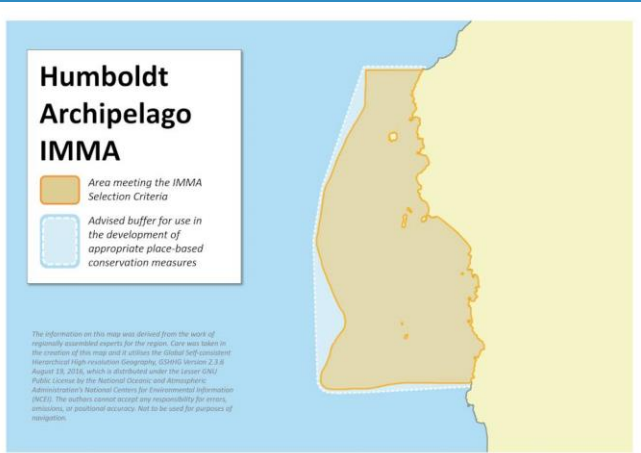 Humboldt
Archipelago
IMMA
Area meeting the IMMA
Selection Criteria
Advised buffer for use in
the development of
appropriate place-based
conservation measures
The information on this map was derived from the work of
regionally assembled experts for the region. Care was taken in
the creation of this map and it utilises the Global Self-consistent
Hierarchical High-resolution Geography, GSHHG Version 2.3.6
August 19, 2016, which is distributed under the Lesser GNU
Public License by the National Oceanic and Atmospheric
Administration's National Centers for Environmental Information
(NCEI). The authors cannot accept any responsibility for errors,
omissions, or positional accuracy. Not to be used for purposes of
navigation.